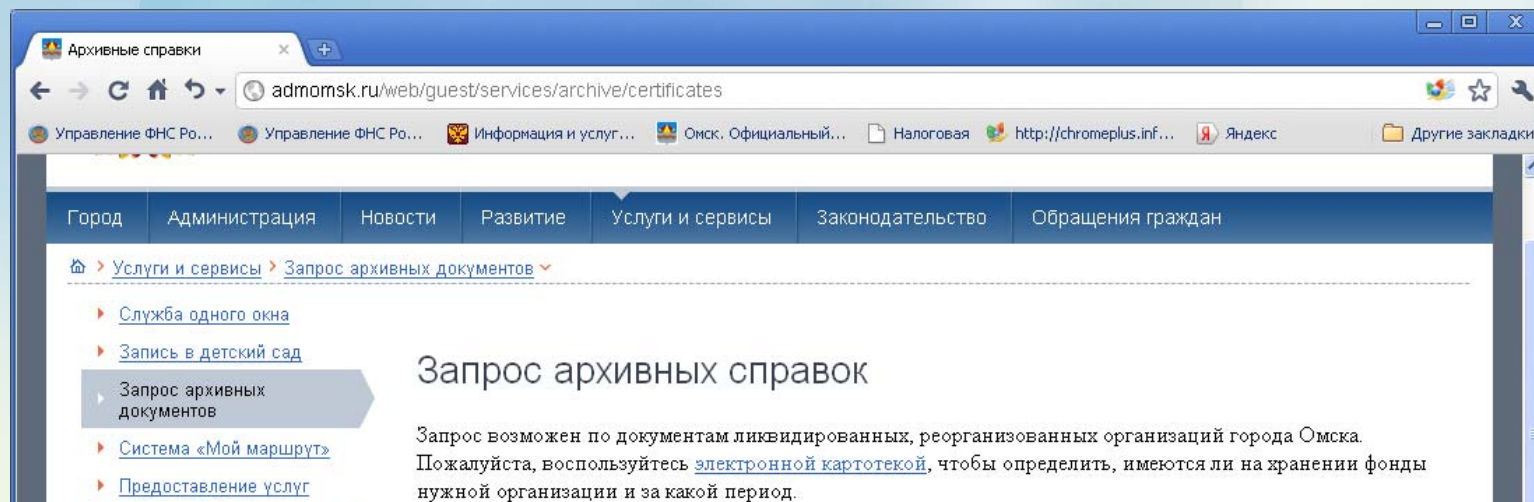 Архивные справки
admomsk.ru/web/guest/services/archive/certificates
Управление ФНС Ро... Управление ФНС Ро... Информация и услуг... Омск. Официальный... Налоговая http://chromeplus.inf... Яндекс Другие закладки
Город Администрация Новости Развитие Услуги и сервисы Законодательство Обращения граждан
Услуги и сервисы Запрос архивных документов
Служба одного окна
Запись в детский сад
Запрос архивных
документов
Система «Мой маршрут»
Предоставление услуг
Запрос архивных справок
Запрос возможен по документам ликвидированных, реорганизованных организаций города Омска.
Пожалуйста, воспользуйтесь электронной картотекой, чтобы определить, имеются ли на хранении фонды
нужной организации и за какой период.